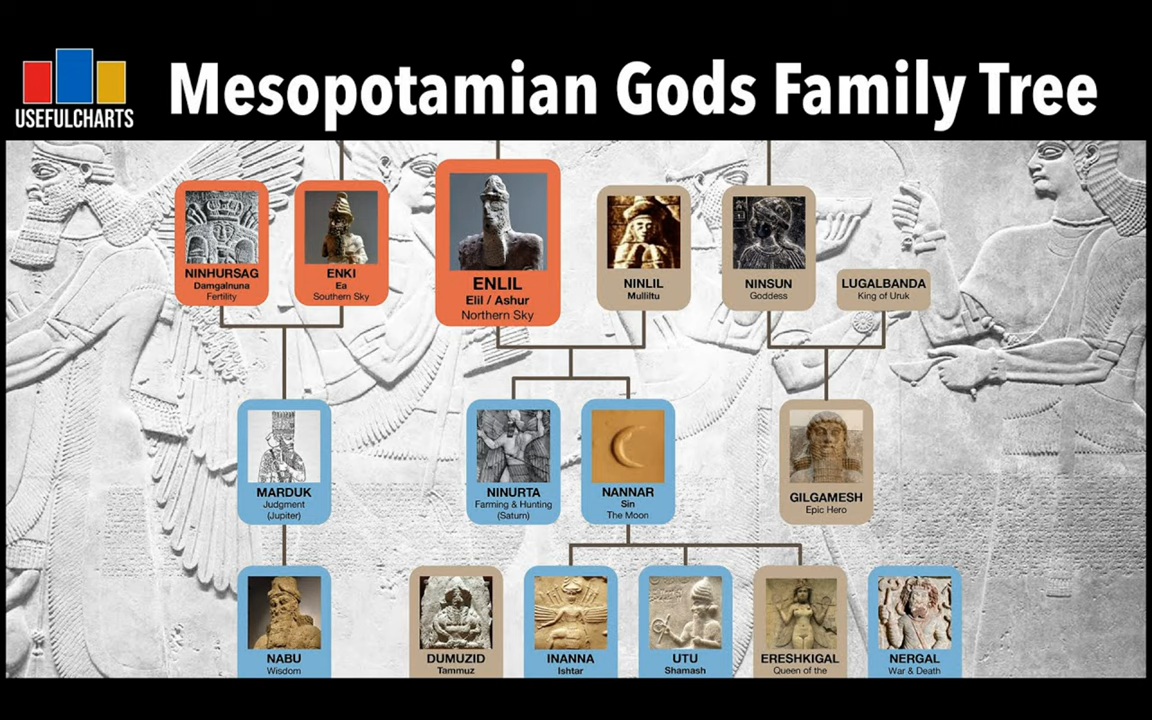 USEFULCHARTS
Mesopotamian Gods Family Tree
NINHURSAG
Damgalnuna
Fertility
ENKI
Ea
Southern Sky
ENLIL
Elil / Ashur
Northern Sky
NINLIL
Mulliltu
NINSUN
Goddess
LUGALBANDA
King of Uruk
MARDUK
Judgment
(Jupiter)
NINURTA
Farming & Hunting
(Saturn)
NANNAR
Sin
The Moon
GILGAMESH
Epic Hero
NABU
Wisdom
DUMUZID
Tammuz
INANNA
Ishtar
UTU
Shamash
ERESHKIGAL
Queen of the
NERGAL
War & Death